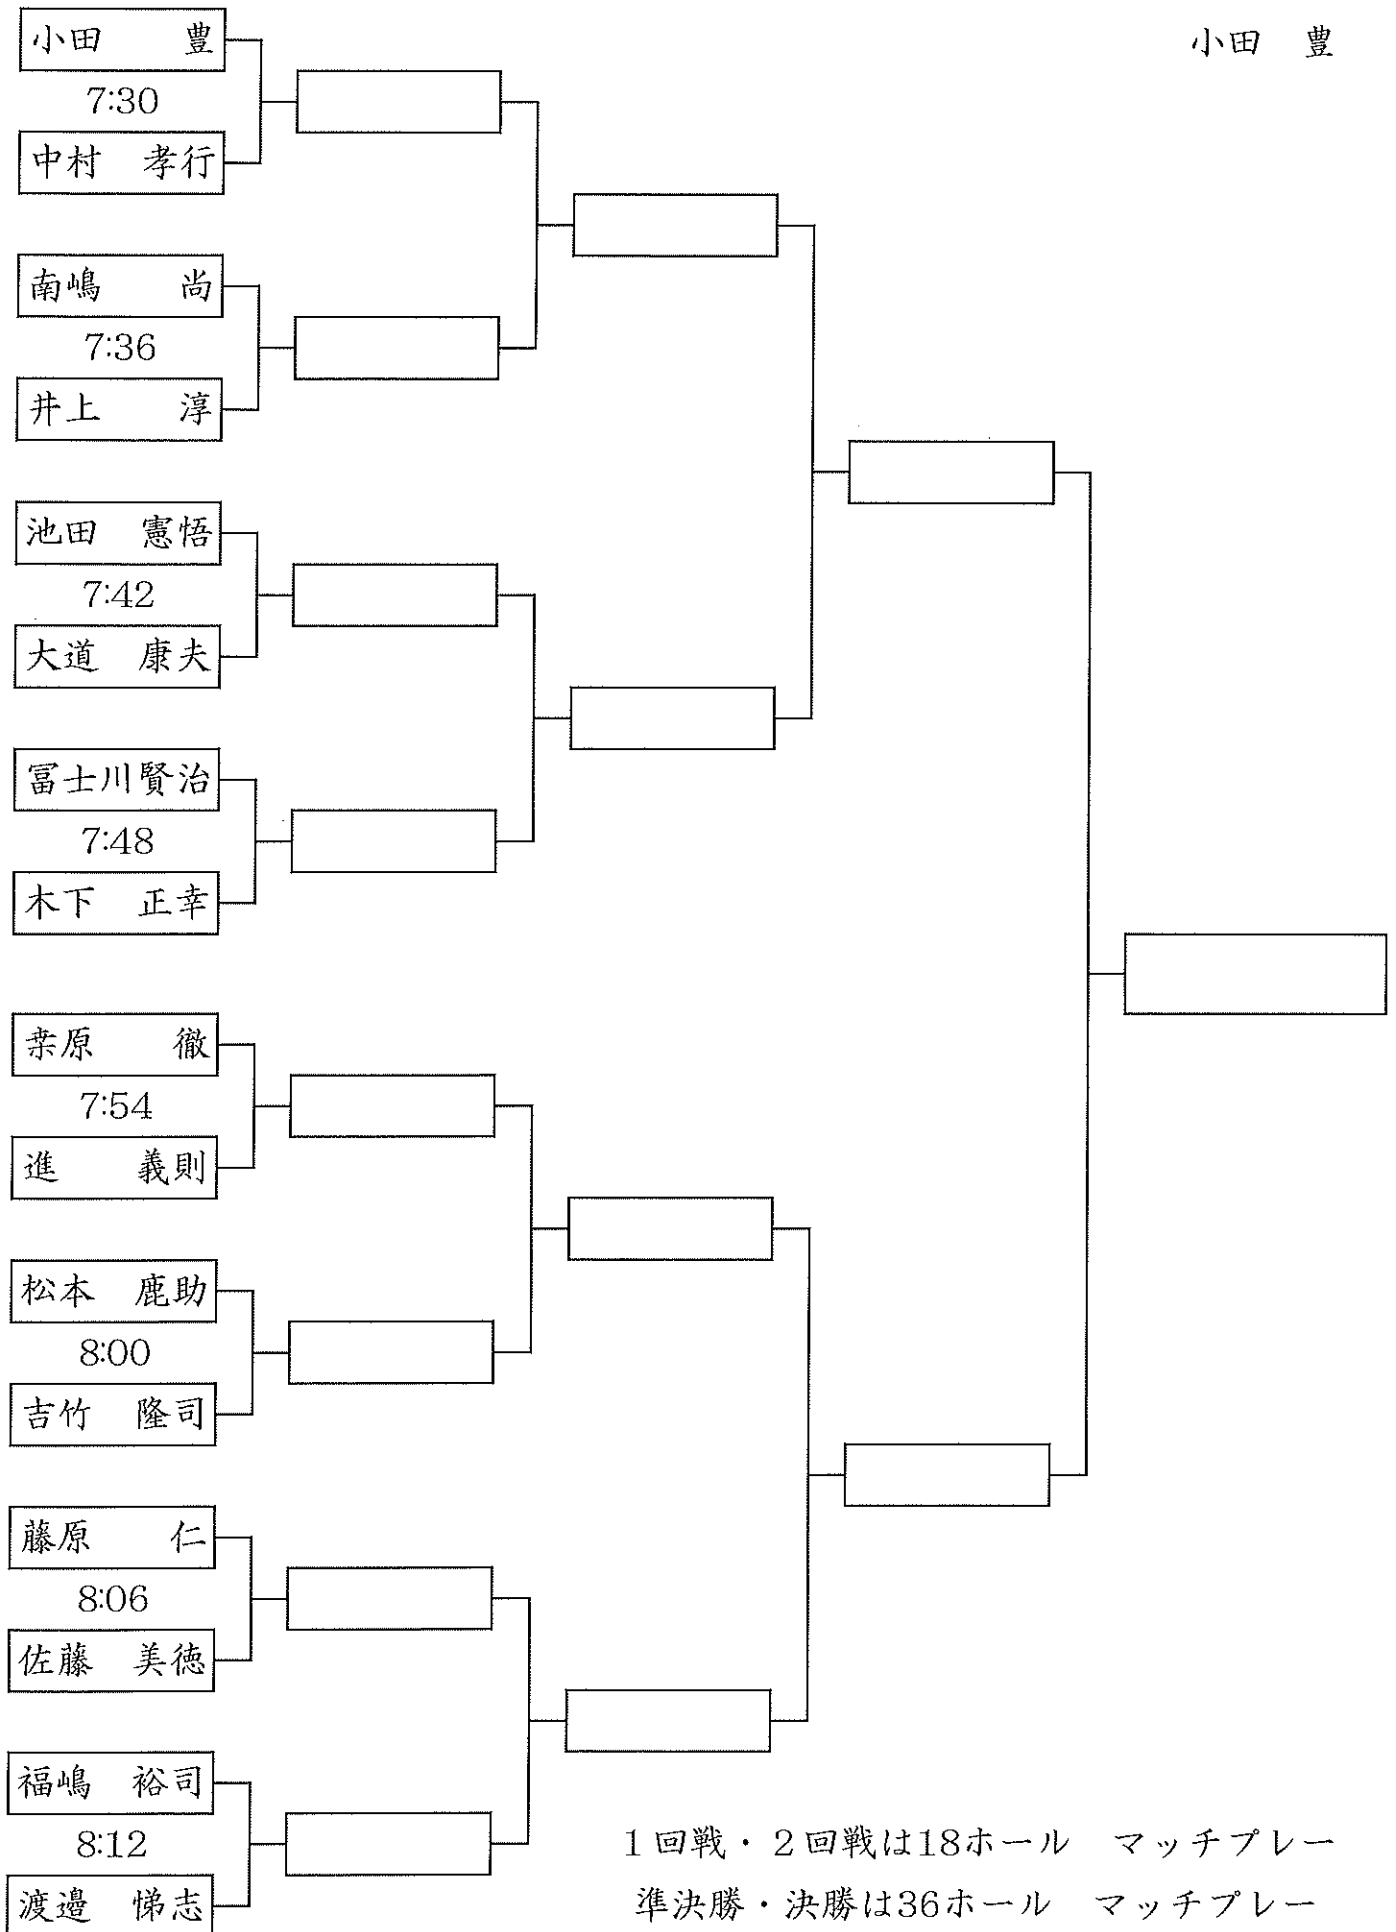 小田　豊
小田　豊
7:30
中村　孝行
南嶋　尚
7:36
井上　淳
池田　憲悟
7:42
大道　康夫
冨士川賢治
7:48
木下　正幸
桒原　徹
7:54
進　義則
松本　鹿助
8:00
吉竹　隆司
藤原　仁
8:06
佐藤　美徳
福嶋　裕司
8:12
渡邉　悌志
1回戦・2回戦は18ホール　マッチプレー
準決勝・決勝は36ホール　マッチプレー